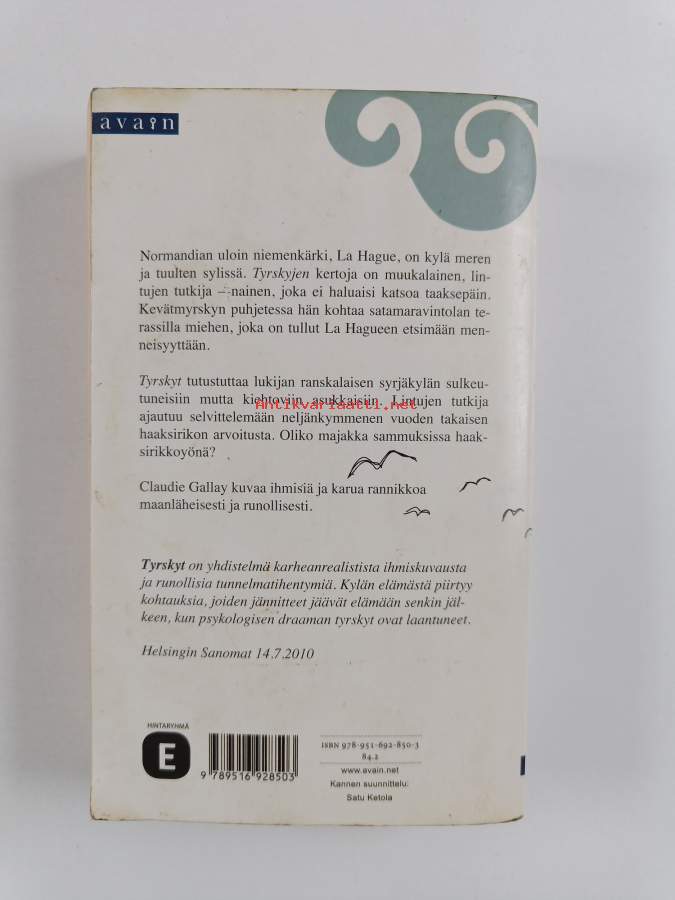 avain
Normandian uloin niemenkärki, La Hague, on kylä meren
ja tuulten sylissä. Tyrskyjen kertoja on muukalainen, lin-
tujen tutkija – nainen, joka ei haluaisi katsoa taaksepäin.
Kevätmyrskyn puhjetessa hän kohtaa satamaravintolan te-
rassilla miehen, joka on tullut La Hagueen etsimään men-
neisyyttään.
Tyrskyt tutustuttaa lukijan ranskalaisen syrjäkylän sulkeu-
tuneisiin mutta kiehtoviin asukkaisiin. Lintujen tutkija
Antikvariaatti.net
ajautuu selvittelemään neljänkymmenen vuoden takaisen
haaksirikon arvoitusta. Oliko majakka sammuksissa haak-
sirikkoyönä?
Claudie Gallay kuvaa ihmisiä ja karua rannikkoa
maanläheisesti ja runollisesti.
Tyrskyt on yhdistelmä karheanrealistista ihmiskuvausta
ja runollisia tunnelmatihentymiä. Kylän elämästä piirtyy
kohtauksia, joiden jännitteet jäävät elämään senkin jäl-
keen, kun psykologisen draaman tyrskyt ovat laantuneet.
Helsingin Sanomat 14.7.2010
HINTARYHMÄ
E
9 789516 928503
ISBN 978-951-692-850-3
84.2
www.avain.net
Kannen suunnittelu:
Satu Ketola